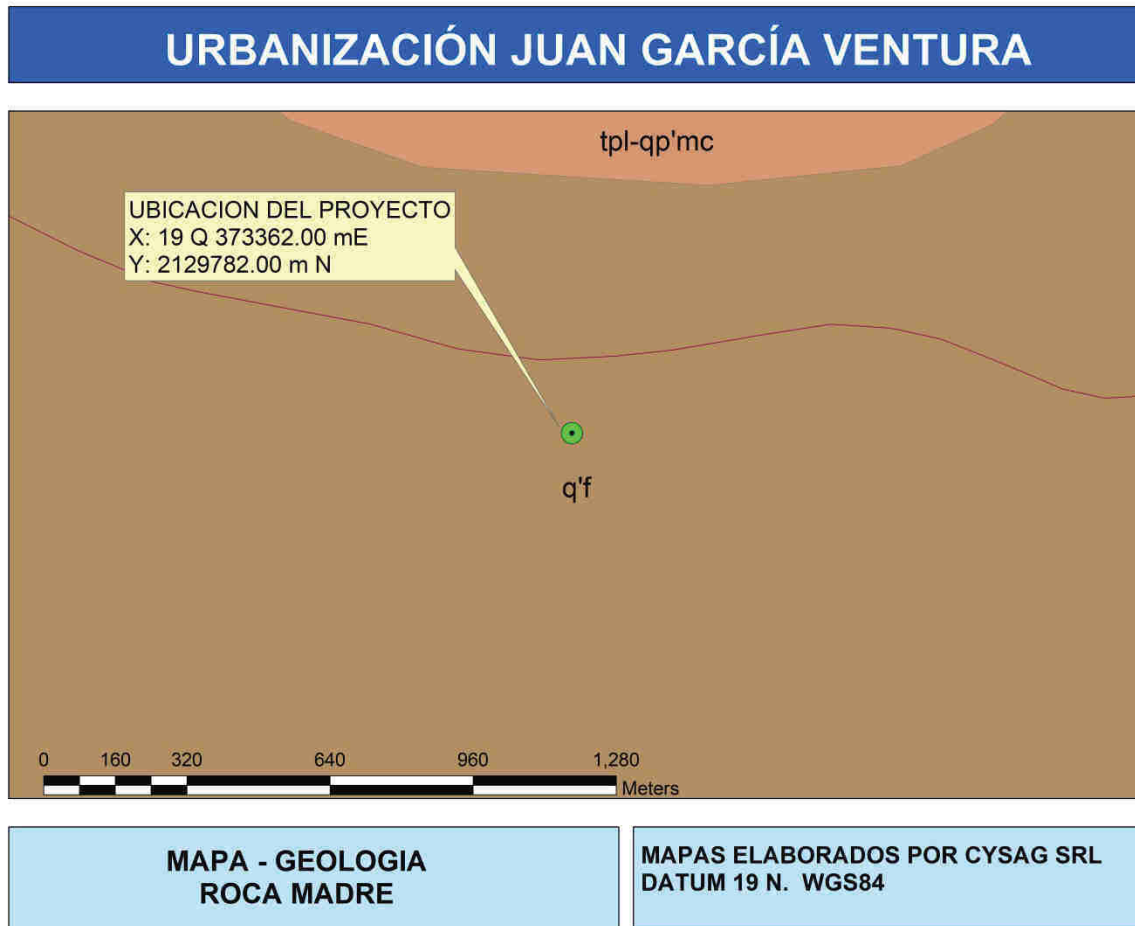 URBANIZACIÓN JUAN GARCÍA VENTURA
tpl-qp'mc
UBICACION DEL PROYECTO
X: 19 Q 373362.00 mE
Y: 2129782.00 m N
q'f
0 160 320 640 960 1,280
Meters
MAPA - GEOLOGIA
ROCA MADRE
MAPAS ELABORADOS POR CYSAG SRL
DATUM 19 N. WGS84